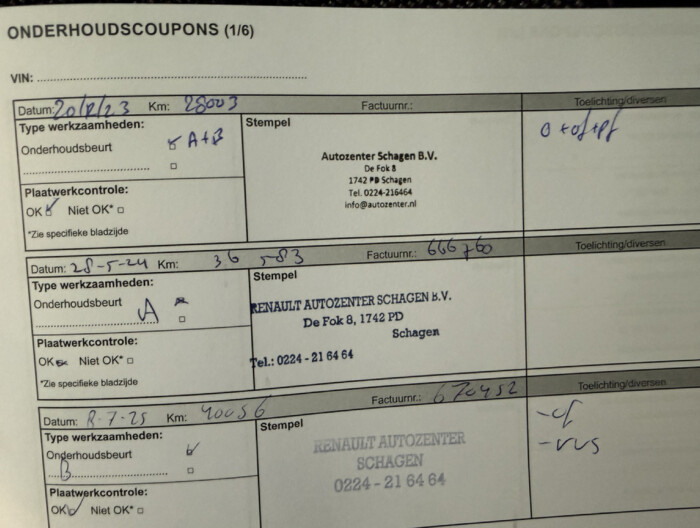 ONDERHOUDSCOUPONS (1/6)
VIN:
Datum: 20/12/23 Km: 28003 Factuurnr.: Toelichting/diversen
Type werkzaamheden:
Onderhoudsbeurt A+B
Plaatwerkcontrole:
OK Niet OK*
*Zie specifieke bladzijde
Stempel
Autozenter Schagen B.V.
De Fok 8
1742 PD Schagen
Tel. 0224-216464
info@autozenter.nl
o+of+pf
Datum: 28-5-24 Km: 36 583 Factuurnr.: 666760 Toelichting/diversen
Type werkzaamheden:
Onderhoudsbeurt
A
Plaatwerkcontrole:
OK Niet OK*
*Zie specifieke bladzijde
Stempel
RENAULT AUTOZENTER SCHAGEN B.V.
De Fok 8, 1742 PD
Schagen
Tel.: 0224 - 21 64 64
Datum: 8-7-25 Km: 40056 Factuurnr.: 670452 Toelichting/diversen
Type werkzaamheden:
Onderhoudsbeurt
B
Plaatwerkcontrole:
OK Niet OK*
Stempel
RENAULT AUTOZENTER
SCHAGEN
0224 - 21 64 64